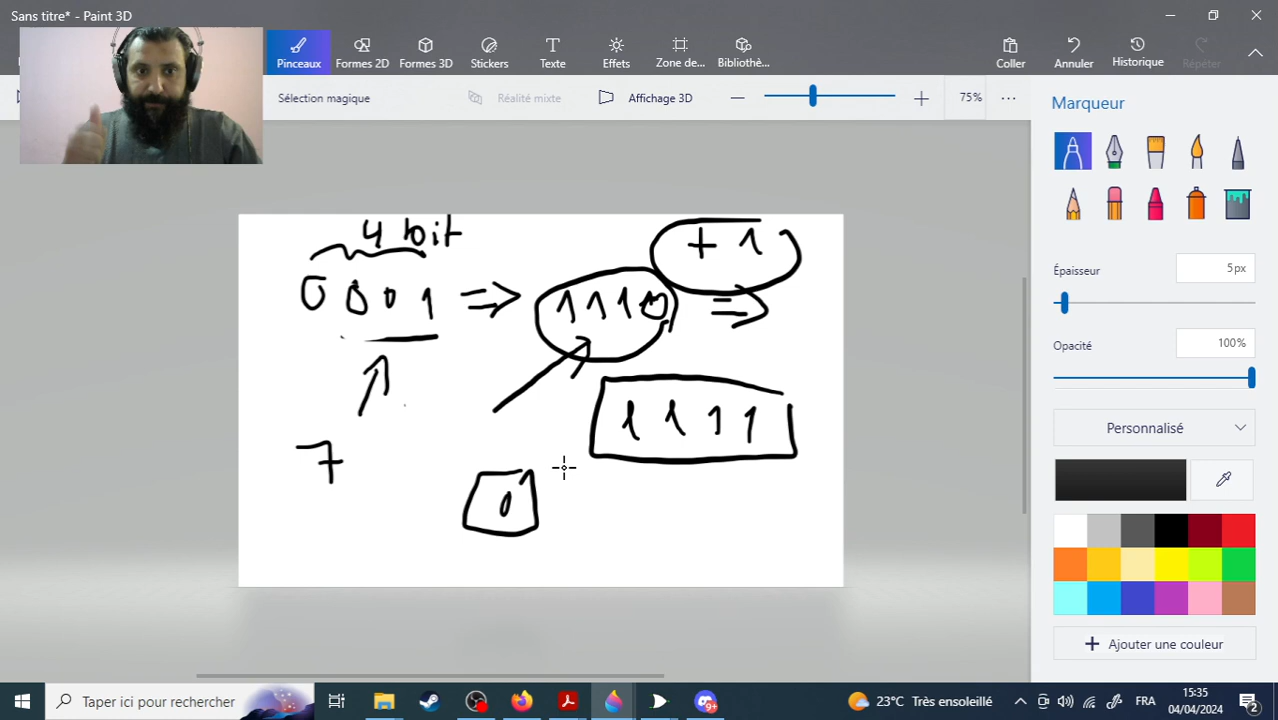 Sans titre* - Paint 3D
Pinceaux
Formes 2D
Formes 3D
Stickers
Texte
Effets
Zone de...
Bibliothè...
Coller
Annuler
Historique
Répéter
Sélection magique
Réalité mixte
Affichage 3D
75%
Marqueur
Épaisseur
5px
Opacité
100%
Personnalisé
Ajouter une couleur
4 bit
+ 1
0 0 0 1 => 1 1 1 0 =>
1 1 1 1
7
0
Taper ici pour rechercher
9+
23°C Très ensoleillé
FRA
15:35
04/04/2024
2